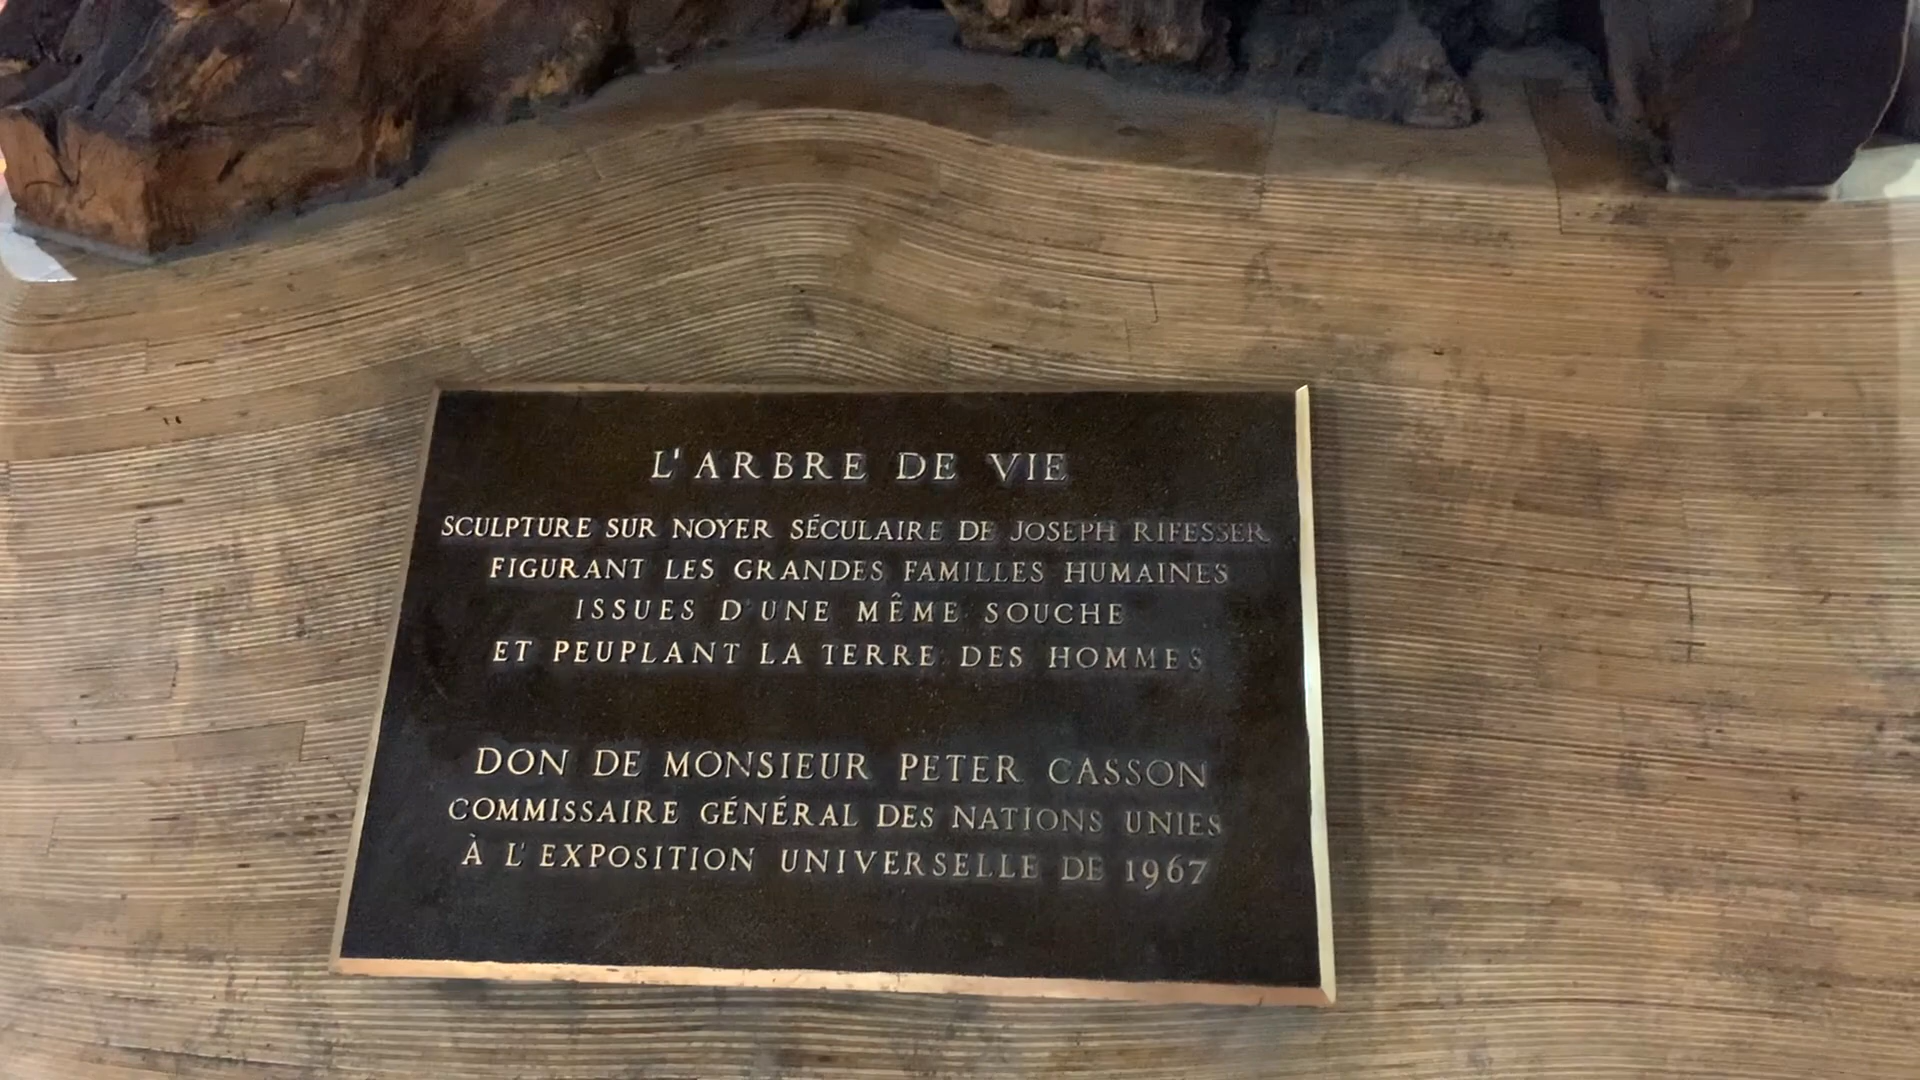 L'ARBRE DE VIE
SCULPTURE SUR NOYER SÉCULAIRE DE JOSEPH RIFESSER
FIGURANT LES GRANDES FAMILLES HUMAINES
ISSUES D'UNE MÊME SOUCHE
ET PEUPLANT LA TERRE DES HOMMES
DON DE MONSIEUR PETER CASSON
COMMISSAIRE GÉNÉRAL DES NATIONS UNIES
À L'EXPOSITION UNIVERSELLE DE 1967